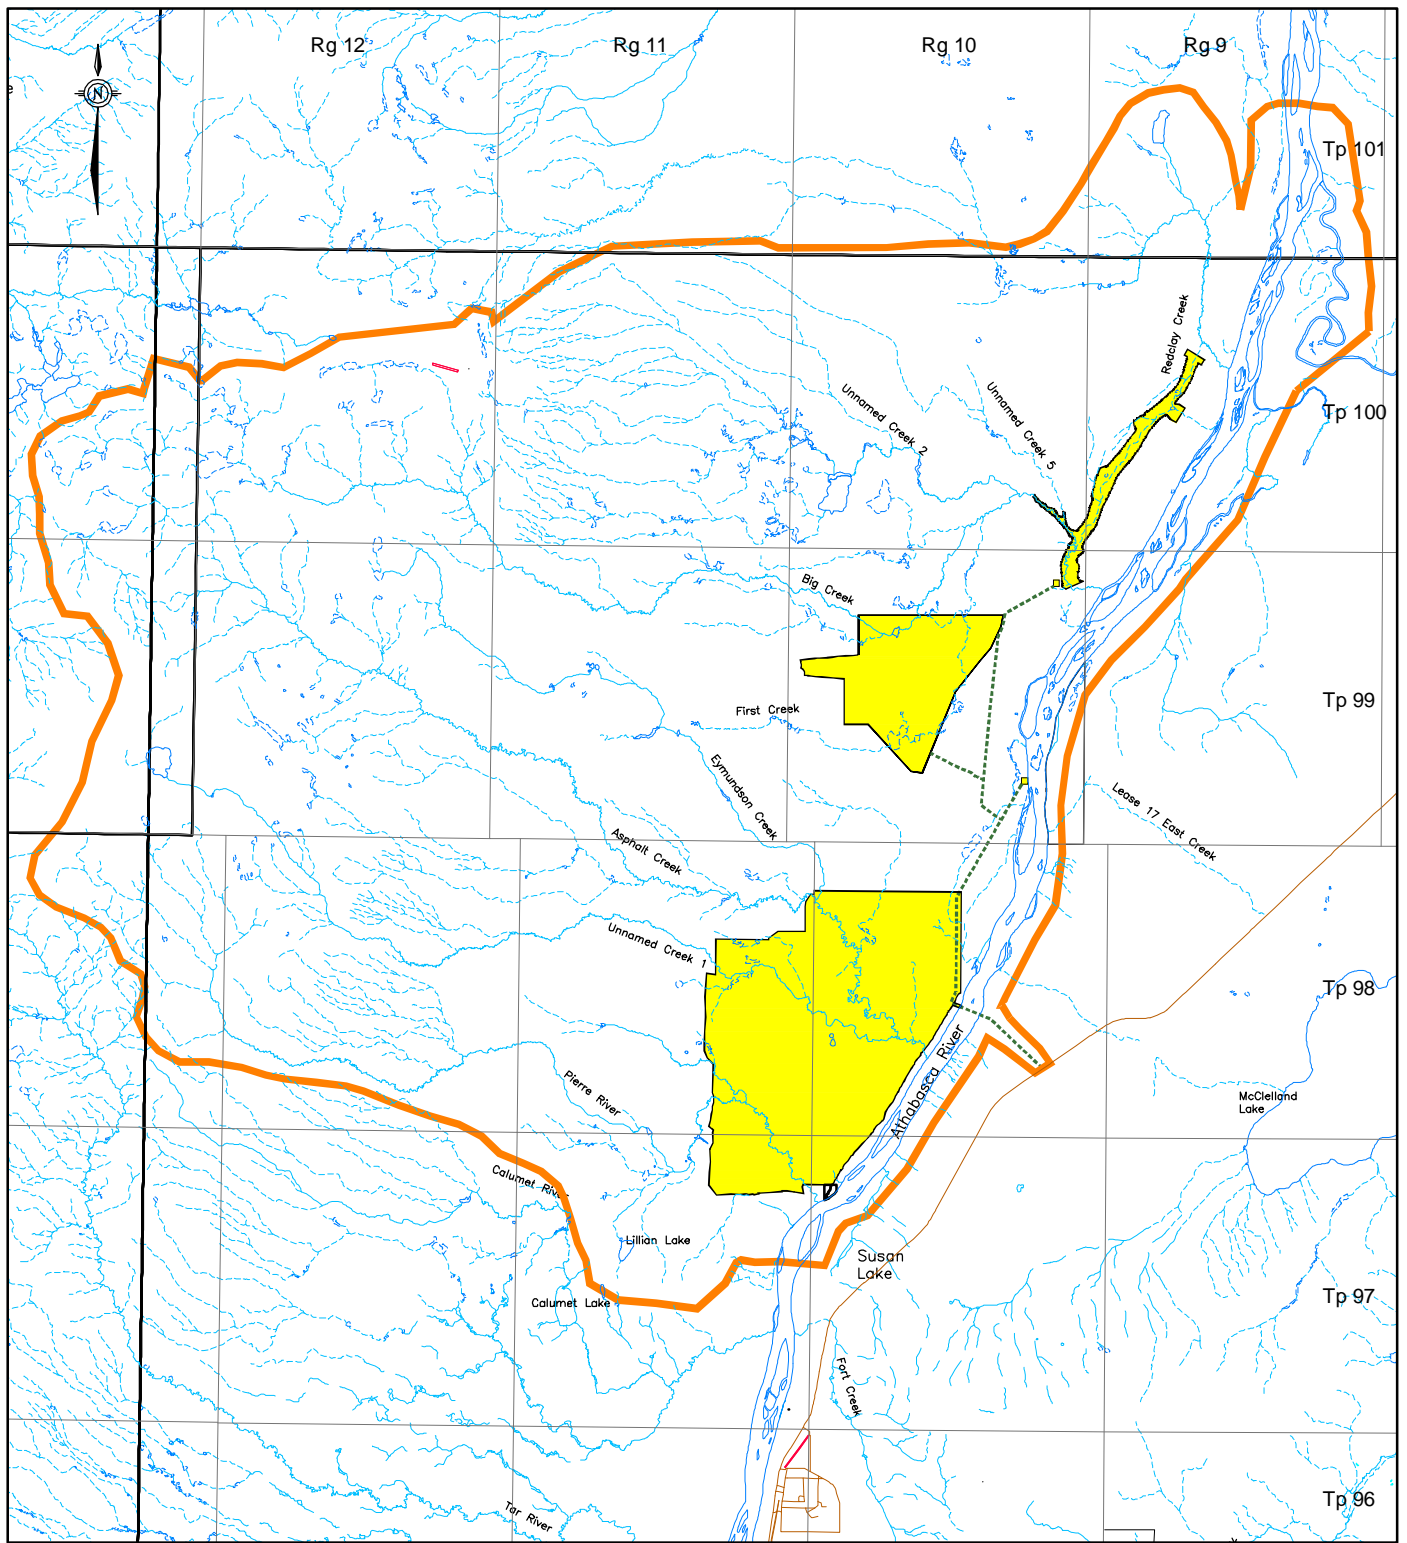 Rg 12
Rg 11
Rg 10
Rg 9
N
Tp 101
Redclay Creek
Unnamed Creek 2
Unnamed Creek 5
Tp 100
Big Creek
First Creek
Tp 99
Eymundson Creek
Lease 17 East Creek
Asphalt Creek
Unnamed Creek 1
Tp 98
Athabasca River
Pierre River
McClelland
Lake
Calumet River
Lillian Lake
Susan
Lake
Calumet Lake
Tp 97
Fort Creek
Tar River
Tp 96